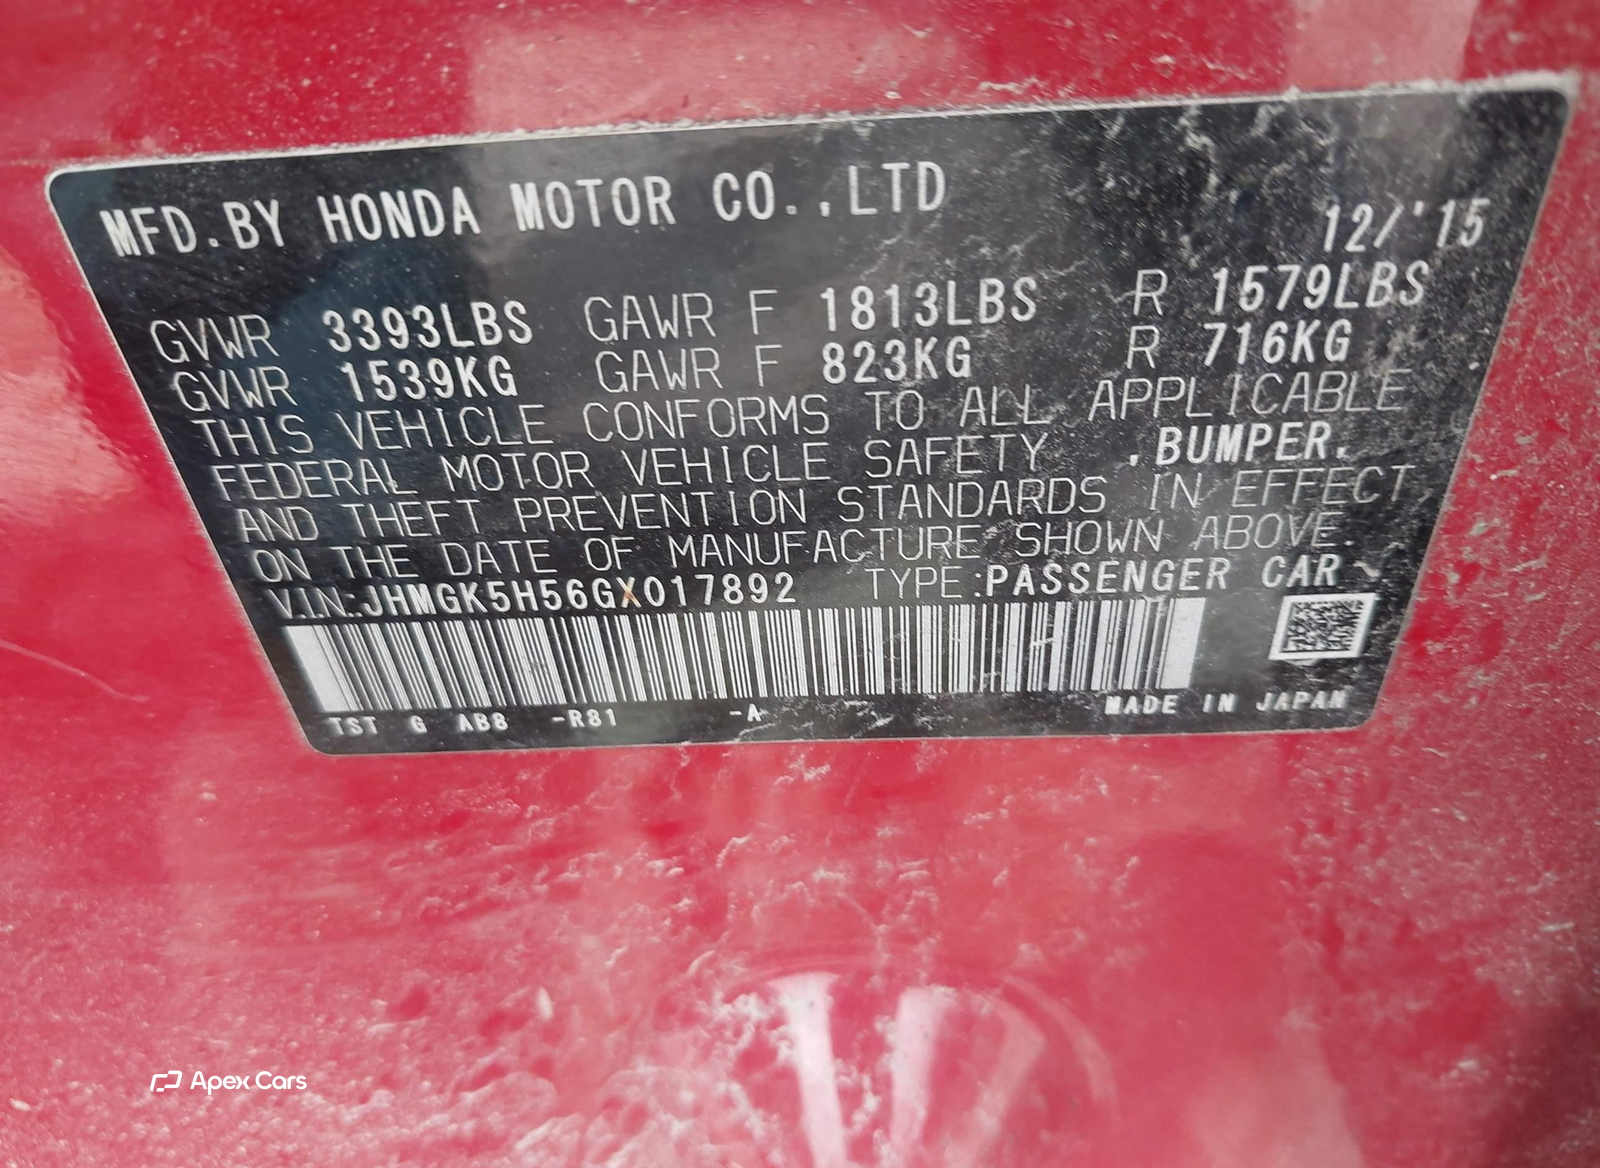 MFD.BY HONDA MOTOR CO.,LTD 12/'15
GVWR 3393LBS GAWR F 1813LBS R 1579LBS
GVWR 1539KG GAWR F 823KG R 716KG
THIS VEHICLE CONFORMS TO ALL APPLICABLE
FEDERAL MOTOR VEHICLE SAFETY ,BUMPER,
AND THEFT PREVENTION STANDARDS IN EFFECT
ON THE DATE OF MANUFACTURE SHOWN ABOVE.
VIN:JHMGK5H56GX017892 TYPE:PASSENGER CAR
TST G AB8 -R81 -A MADE IN JAPAN
Apex Cars